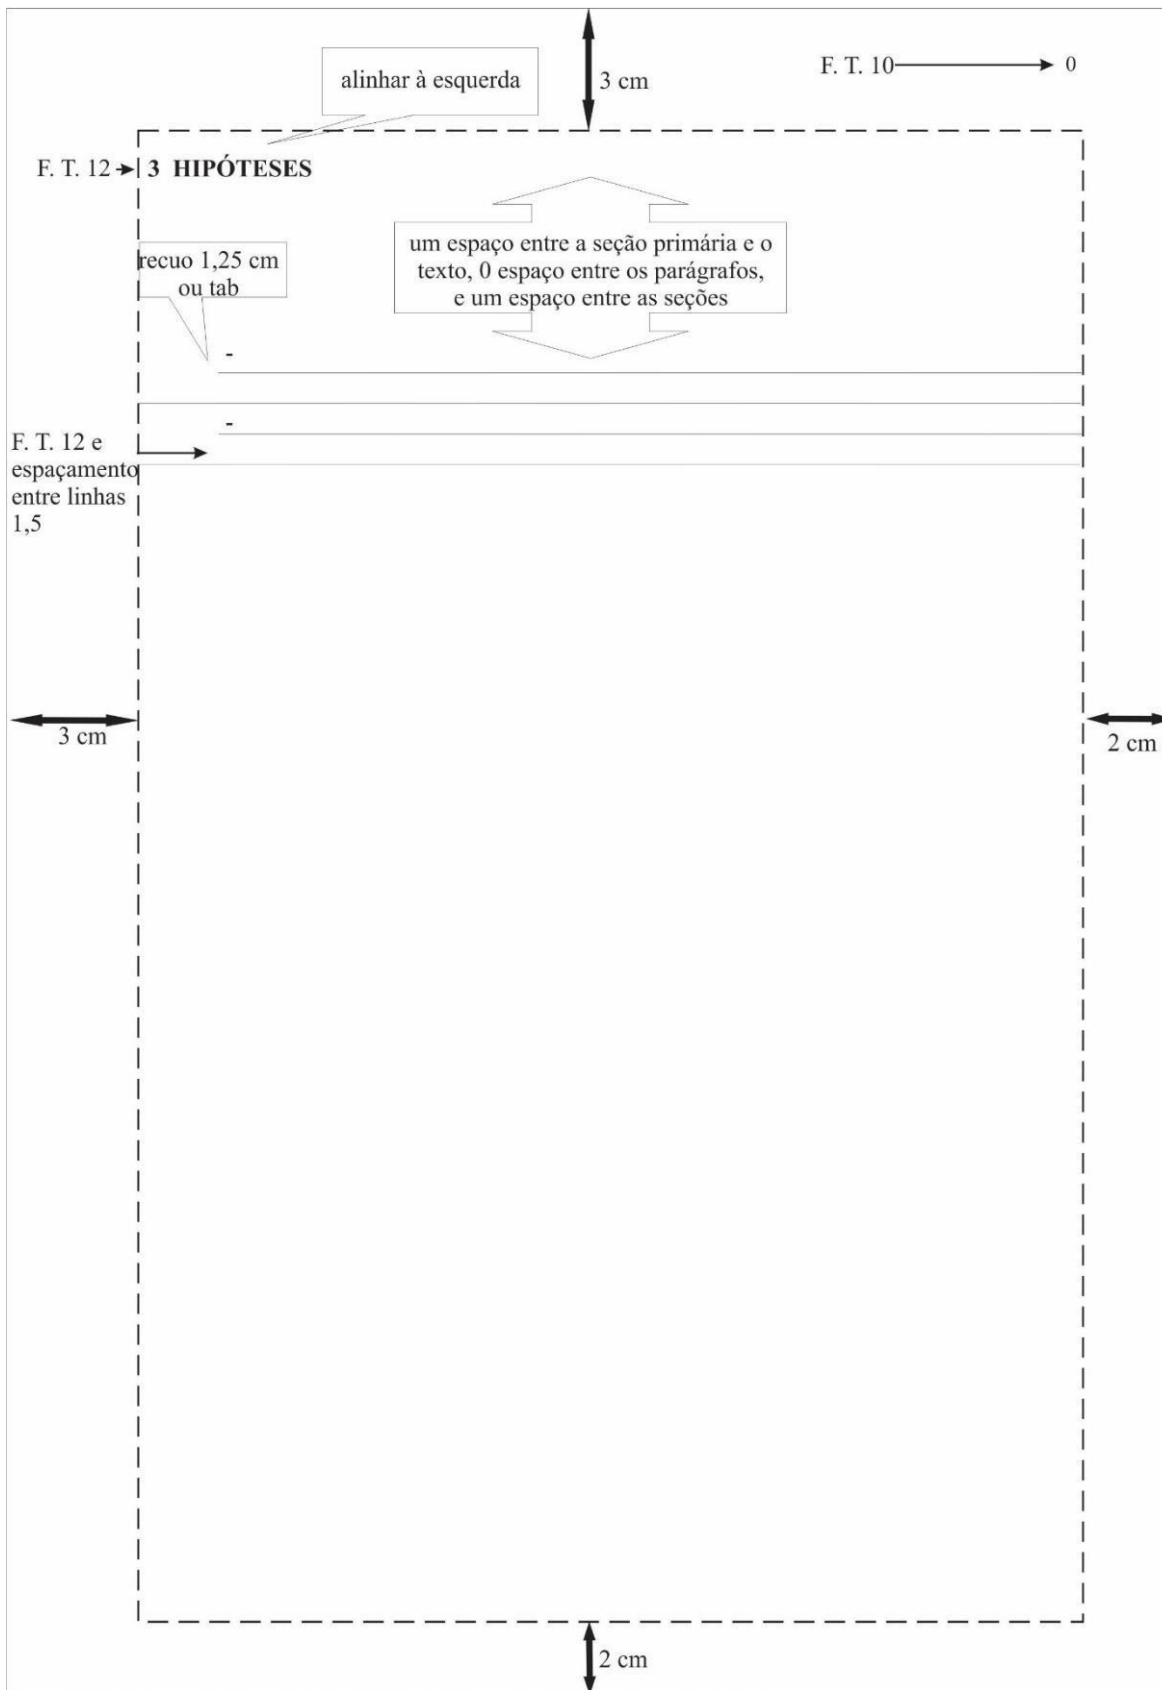 F. T. 10
0
alinhar à esquerda
3 cm
F. T. 12
3 HIPÓTESES
um espaço entre a seção primária e o
texto, 0 espaço entre os parágrafos,
e um espaço entre as seções
recuo 1,25 cm
ou tab
-
-
F. T. 12 e
espaçamento
entre linhas
1,5
3 cm
2 cm
2 cm